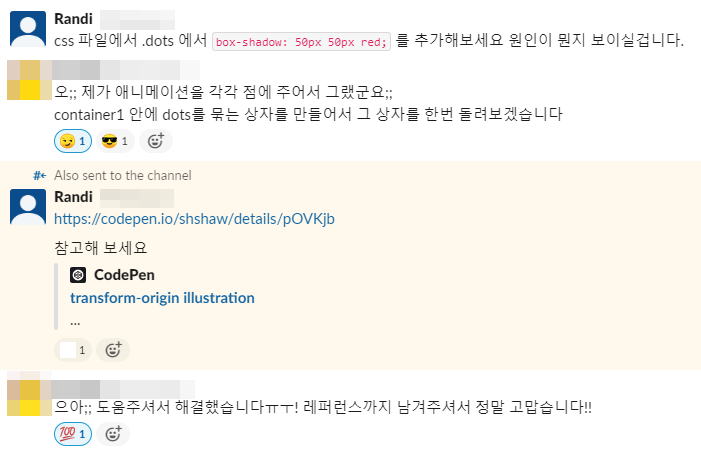 Randi
css 파일에서 .dots 에서 box-shadow: 50px 50px red; 를 추가해보세요 원인이 뭔지 보이실겁니다.
오;; 제가 애니메이션을 각각 점에 주어서 그랬군요;;
container1 안에 dots를 묶는 상자를 만들어서 그 상자를 한번 돌려보겠습니다
1 1
Also sent to the channel
Randi
https://codepen.io/shshaw/details/pOVKjb
참고해 보세요
CodePen
transform-origin illustration
...
1
으아;; 도움주셔서 해결했습니다ㅠㅜ! 레퍼런스까지 남겨주셔서 정말 고맙습니다!!
💯 1